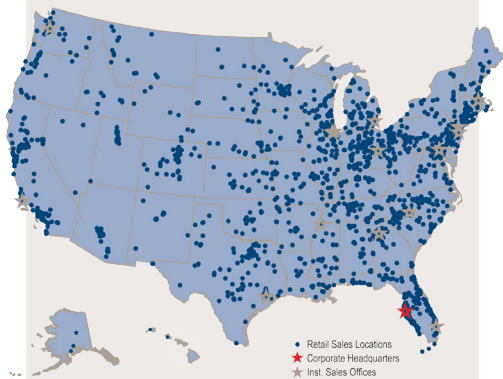 Retail Sales Locations
Corporate Headquarters
Inst. Sales Offices